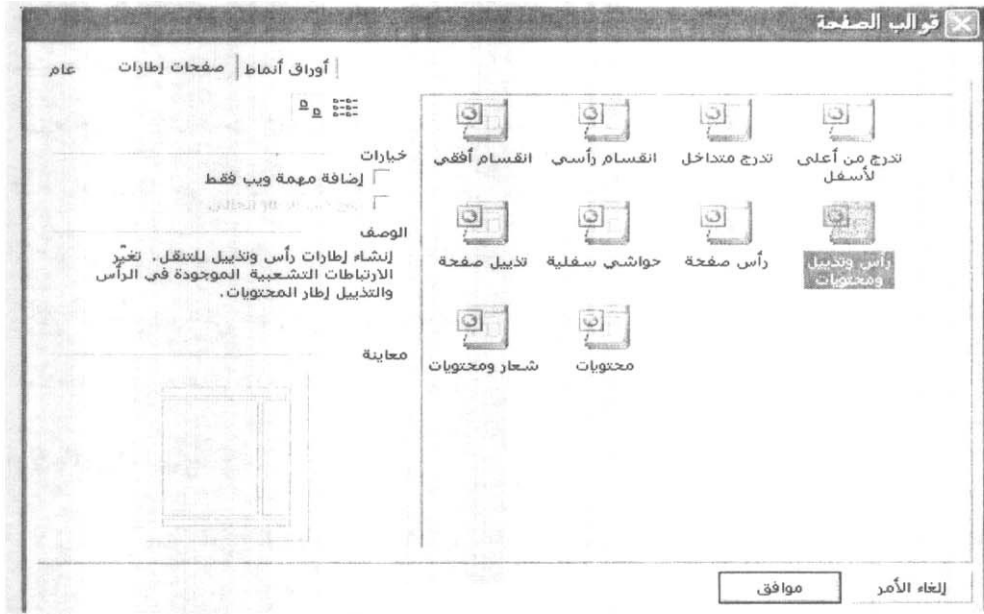 قوالب الصفحة
عام
صفحات إطارات
أوراق أنماط
تدرج من أعلى لأسفل
تدرج متداخل
انقسام رأسي
انقسام أفقي
رأس وتذييل ومحتويات
رأس صفحة
حواشي سفلية
تذييل صفحة
محتويات
شعار ومحتويات
خيارات
إضافة مهمة ويب فقط
الوصف
إنشاء إطارات رأس وتذييل للتنقل. تغيّر
الارتباطات التشعبية الموجودة في الرأس
والتذييل إطار المحتويات.
معاينة
موافق
إلغاء الأمر